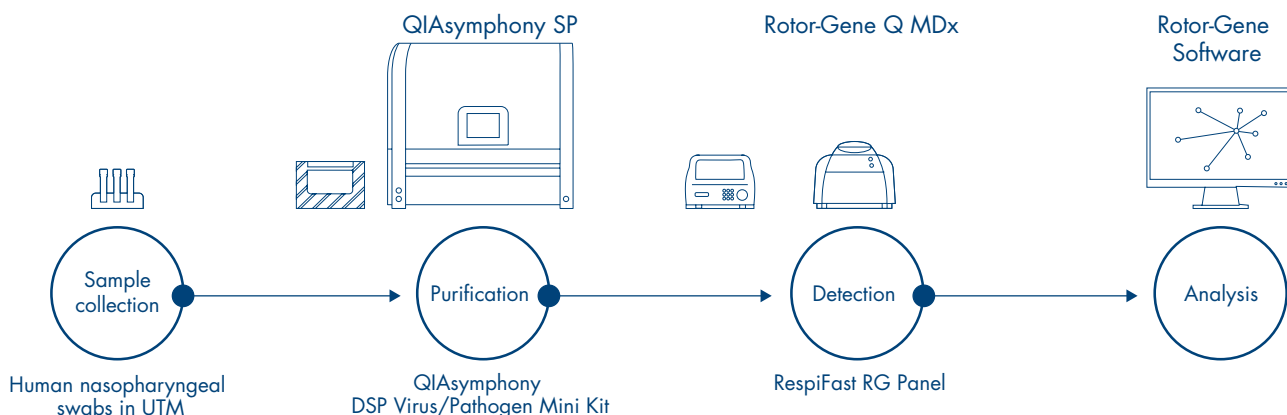 QIAsymphony SP
Rotor-Gene Q MDx
Rotor-Gene
Software
Sample
collection
Purification
Detection
Analysis
Human nasopharyngeal
swabs in UTM
QIAsymphony
DSP Virus/Pathogen Mini Kit
RespiFast RG Panel